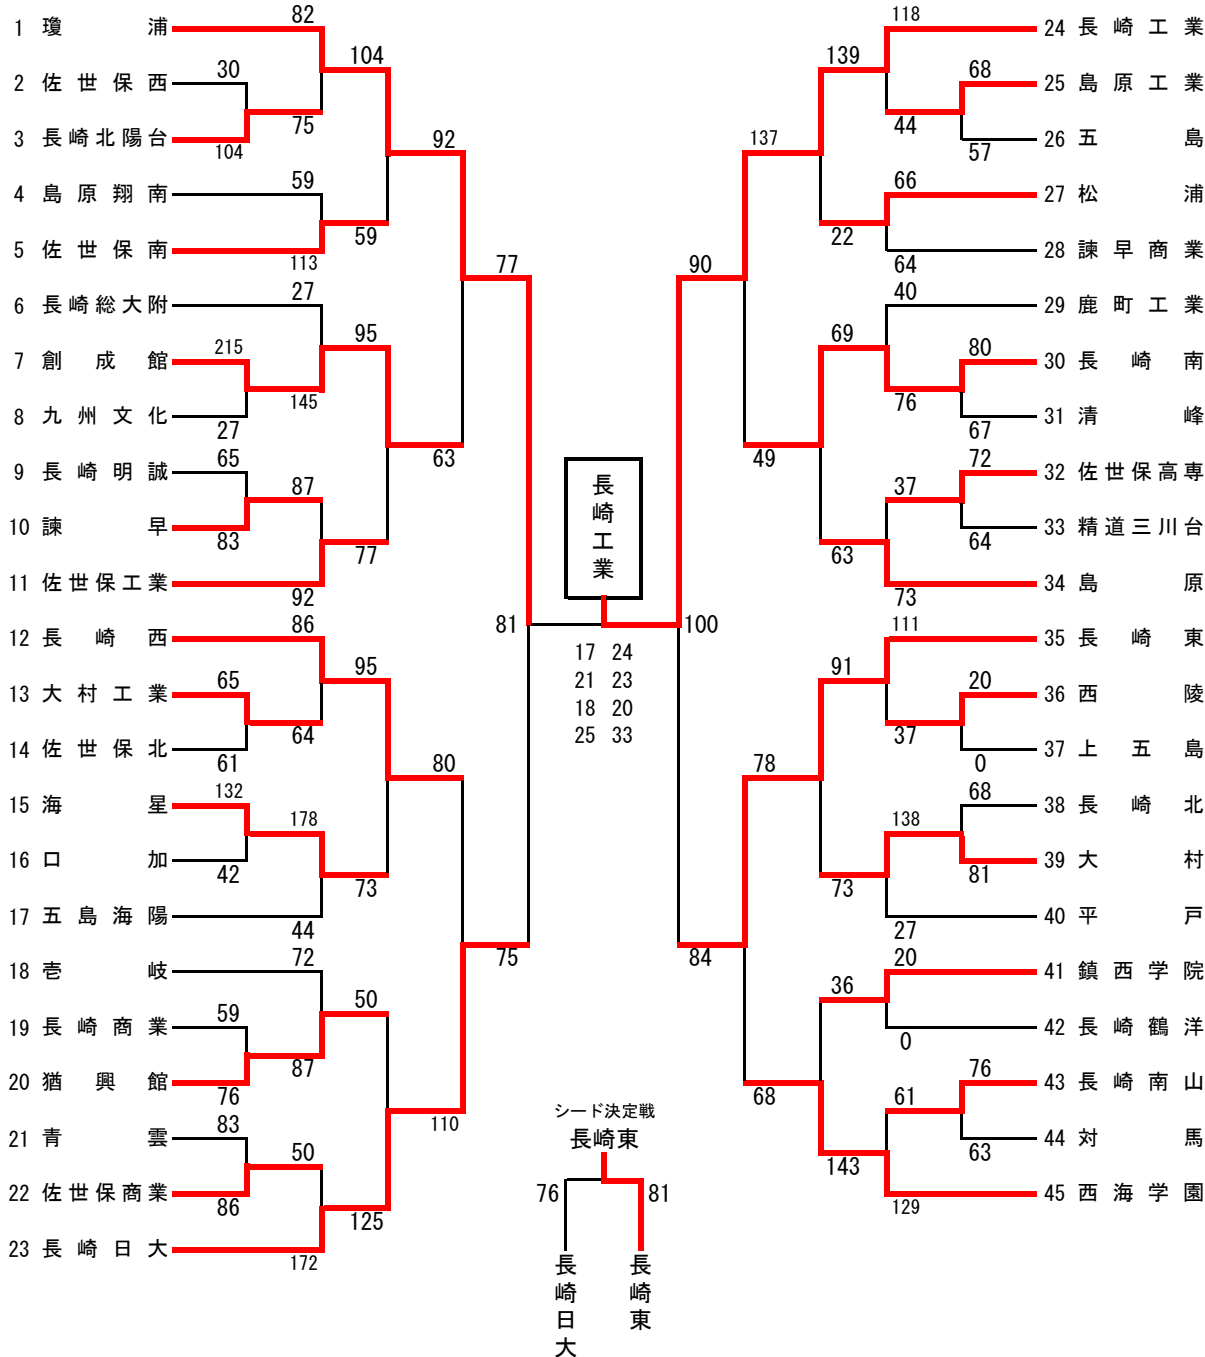 1 瓊浦
2 佐世保西
3 長崎北陽台
4 島原翔南
5 佐世保南
6 長崎総大附
7 創成館
8 九州文化
9 長崎明誠
10 諫早
11 佐世保工業
12 長崎西
13 大村工業
14 佐世保北
15 海星
16 口加
17 五島海陽
18 壱岐
19 長崎商業
20 猶興館
21 青雲
22 佐世保商業
23 長崎日大
82
30
104
75
104
59
113
59
92
27
215
27
145
95
65
83
87
92
77
63
77
86
65
61
64
95
132
42
178
44
73
80
72
59
76
87
50
83
86
50
172
125
110
75
81
長崎工業
17 24
21 23
18 20
25 33
100
90
84
137
49
78
68
139
22
69
63
91
73
36
143
118
44
68
57
66
64
40
76
80
67
37
72
64
73
111
37
20
0
138
68
81
27
20
0
61
76
63
129
24 長崎工業
25 島原工業
26 五島
27 松浦
28 諫早商業
29 鹿町工業
30 長崎南
31 清峰
32 佐世保高専
33 精道三川台
34 島原
35 長崎東
36 西陵
37 上五島
38 長崎北
39 大村
40 平戸
41 鎮西学院
42 長崎鶴洋
43 長崎南山
44 対馬
45 西海学園
シード決定戦
長崎東
76 81
長崎日大
長崎東